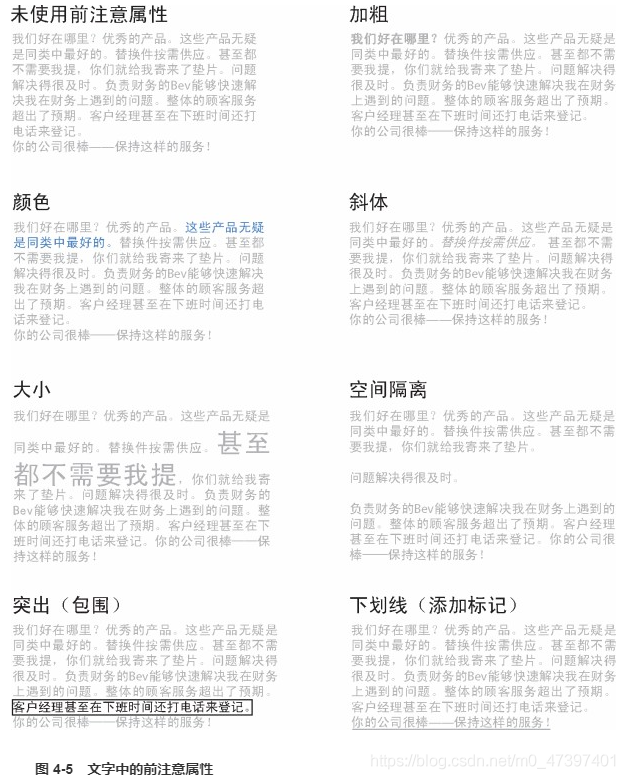 未使用前注意属性
我们好在哪里？优秀的产品。这些产品无疑
是同类中最好的。替换件按需供应。甚至都
不需要我提，你们就给我寄来了垫片。问题
解决得很及时。负责财务的Bev能够快速解
决我在财务上遇到的问题。整体的顾客服务
超出了预期。客户经理甚至在下班时间还打
电话来登记。
你的公司很棒——保持这样的服务！
加粗
我们好在哪里？优秀的产品。这些产品无疑是
同类中最好的。替换件按需供应。甚至都不需
要我提，你们就给我寄来了垫片。问题解决得
很及时。负责财务的Bev能够快速解决我在财务
上遇到的问题。整体的顾客服务超出了预期。
客户经理甚至在下班时间还打电话来登记。
你的公司很棒——保持这样的服务！
颜色
我们好在哪里？优秀的产品。这些产品无疑
是同类中最好的。替换件按需供应。甚至都
不需要我提，你们就给我寄来了垫片。问题
解决得很及时。负责财务的Bev能够快速解决
我在财务上遇到的问题。整体的顾客服务超
出了预期。客户经理甚至在下班时间还打电
话来登记。
你的公司很棒——保持这样的服务！
斜体
我们好在哪里？优秀的产品。这些产品无疑是
同类中最好的。替换件按需供应。甚至都不需
要我提，你们就给我寄来了垫片。问题解决得
很及时。负责财务的Bev能够快速解决我在财务
上遇到的问题。整体的顾客服务超出了预期。
客户经理甚至在下班时间还打电话来登记。
你的公司很棒——保持这样的服务！
大小
我们好在哪里？优秀的产品。这些产品无疑是
同类中最好的。替换件按需供应。甚至
都不需要我提，你们就给我寄
来了垫片。问题解决得很及时。负责财务的
Bev能够快速解决我在财务上遇到的问题。整
体的顾客服务超出了预期。客户经理甚至在下
班时间还打电话来登记。你的公司很棒——保
持这样的服务！
空间隔离
我们好在哪里？优秀的产品。这些产品无疑是
同类中最好的。替换件按需供应。甚至都不需
要我提，你们就给我寄来了垫片。
问题解决得很及时。
负责财务的Bev能够快速解决我在财务上遇到的
问题。整体的顾客服务超出了预期。客户经理
甚至在下班时间还打电话来登记。你的公司很
棒——保持这样的服务！
突出（包围）
我们好在哪里？优秀的产品。这些产品无疑是
同类中最好的。替换件按需供应。甚至都不需
要我提，你们就给我寄来了垫片。问题解决得
很及时。负责财务的Bev能够快速解决我在财务
上遇到的问题。整体的顾客服务超出了预期。
客户经理甚至在下班时间还打电话来登记。
你的公司很棒——保持这样的服务！
下划线（添加标记）
我们好在哪里？优秀的产品。这些产品无疑是
同类中最好的。替换件按需供应。甚至都不需
要我提，你们就给我寄来了垫片。问题解决得
很及时。负责财务的Bev能够快速解决我在财务
上遇到的问题。整体的顾客服务超出了预期。
客户经理甚至在下班时间还打电话来登记。
你的公司很棒——保持这样的服务！
图 4-5 文字中的前注意属性
https://blog.csdn.net/m0_47397401